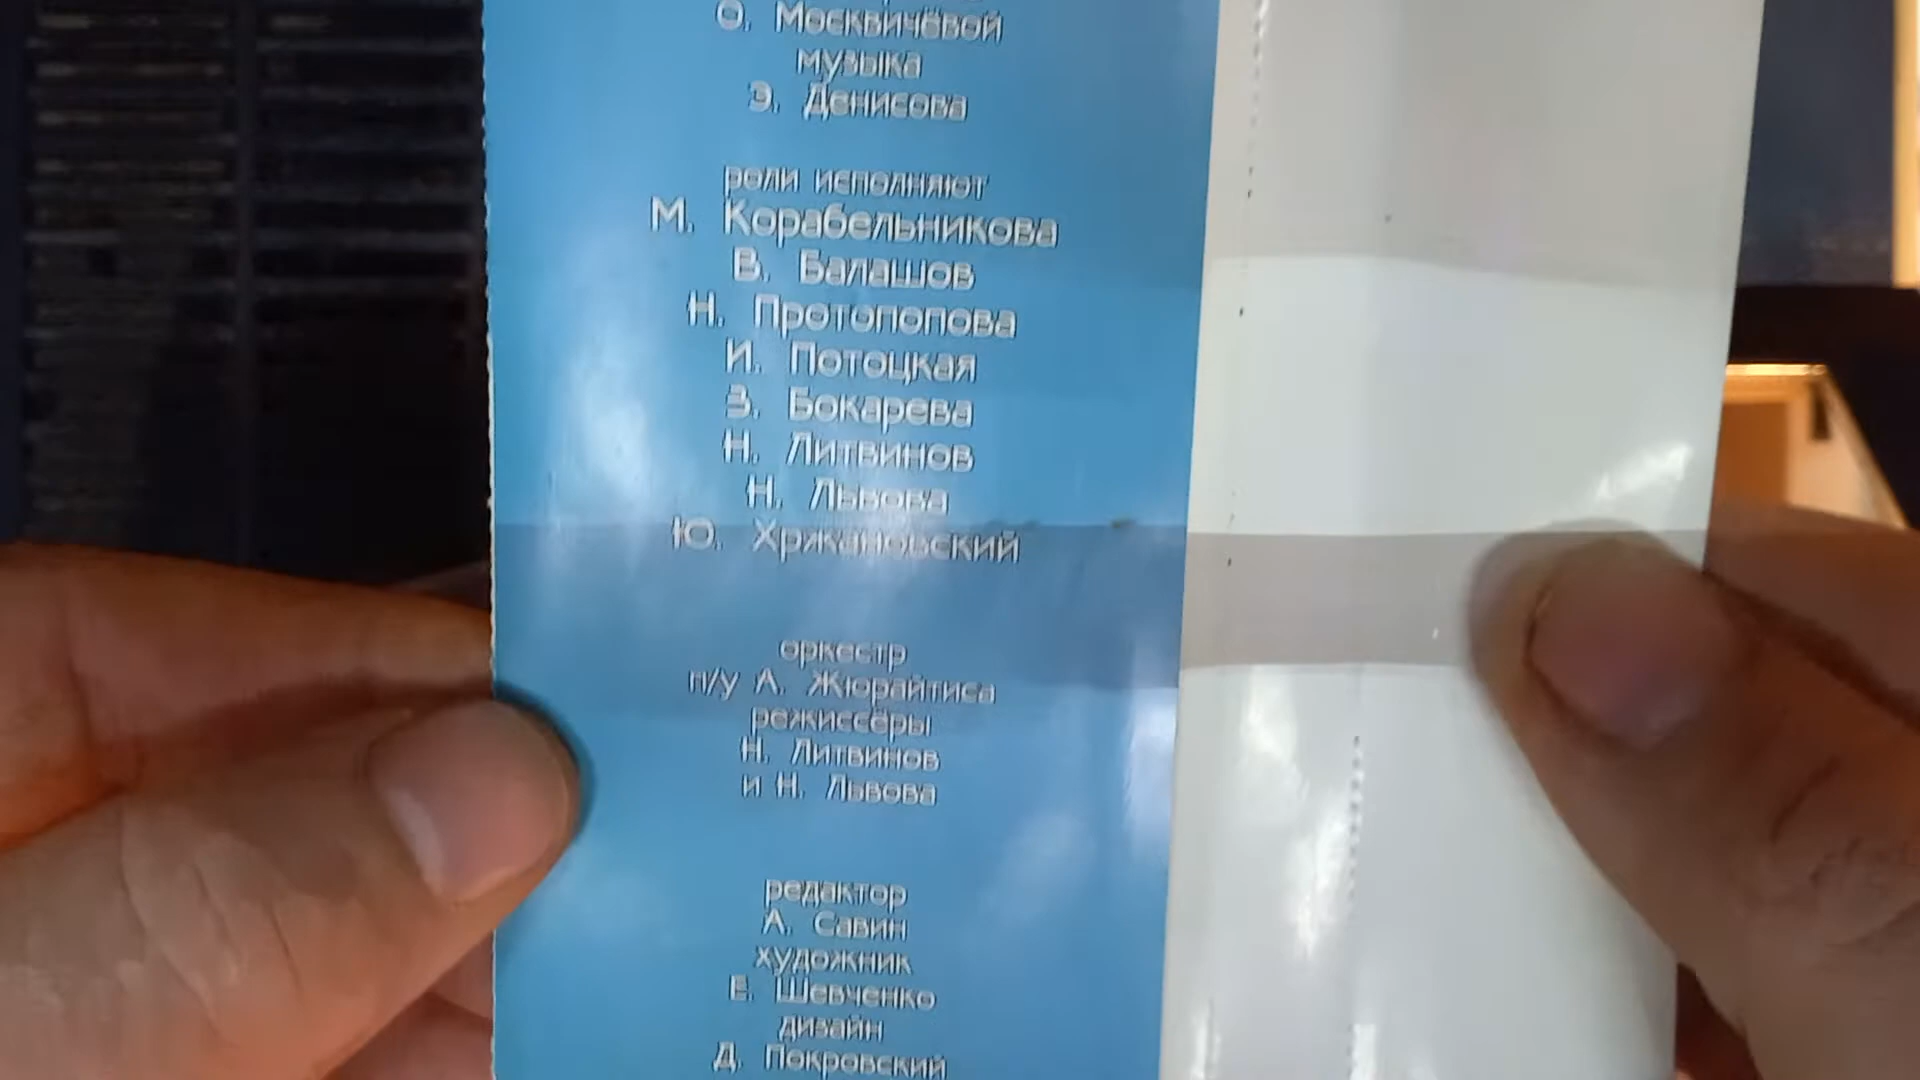 О. Москвичёвой
музыка
Э. Денисова
роли исполняют
М. Корабельникова
В. Балашов
Н. Протопопова
И. Потоцкая
З. Бокарева
Н. Литвинов
Н. Львова
Ю. Хржановский
оркестр
п/у А. Жюрайтиса
режиссёры
Н. Литвинов
и Н. Львова
редактор
А. Савин
художник
Е. Шевченко
дизайн
Д. Покровский